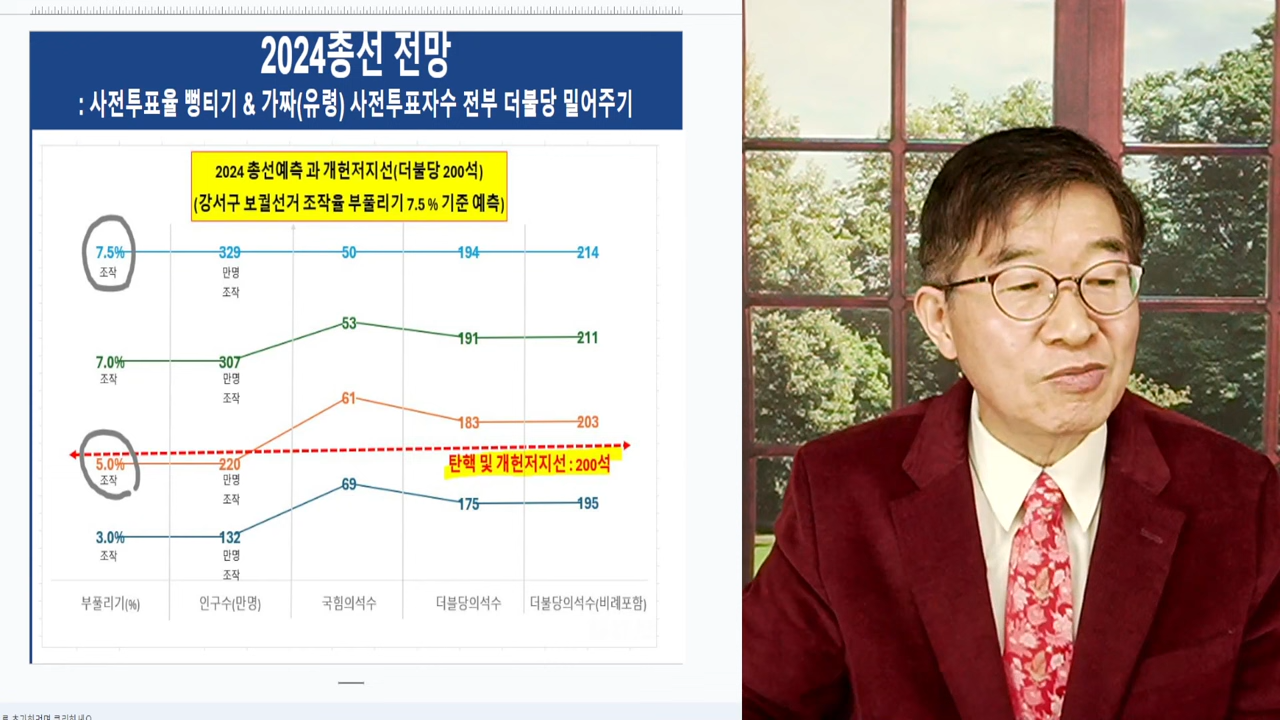 2024총선 전망
: 사전투표율 뻥티기 & 가짜(유령) 사전투표자수 전부 더불당 밀어주기
2024 총선예측 과 개헌저지선(더불당 200석)
(강서구 보궐선거 조작율 부풀리기 7.5 % 기준 예측)
7.5% 329 50 194 214
조작 만명
조작
53
7.0% 307 191 211
조작 만명
조작
61
183 203
5.0% 220 탄핵 및 개헌저지선 : 200석
조작 만명
조작
69
175 195
3.0% 132
조작 만명
조작
부풀리기(%) 인구수(만명) 국힘의석수 더블당의석수 더불당의석수(비례포함)